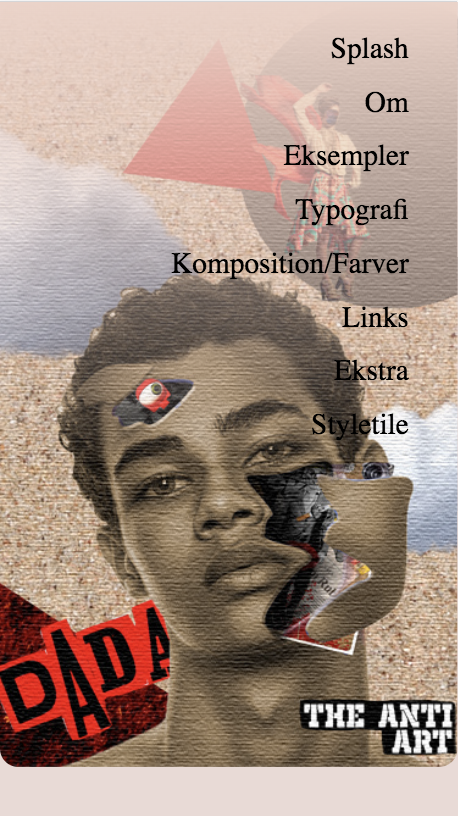 Splash
Om
Eksempler
Typografi
Komposition/Farver
Links
Ekstra
Styletile
DADA
THE ANTI
ART